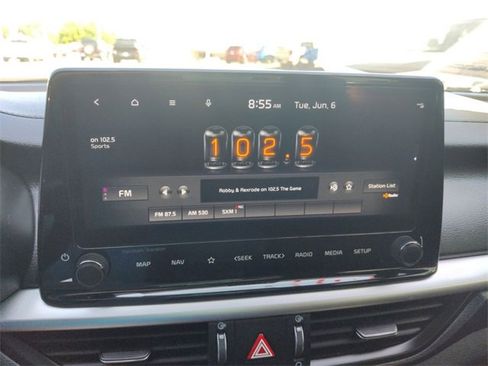 8:55 AM Tue, Jun. 6
on 102.5
Sports
102.5
FM
Robby & Rexrode on 102.5 The Game
Station List
FM 87.5 AM 530 SXM 1
MAP NAV <SEEK TRACK> RADIO MEDIA SETUP